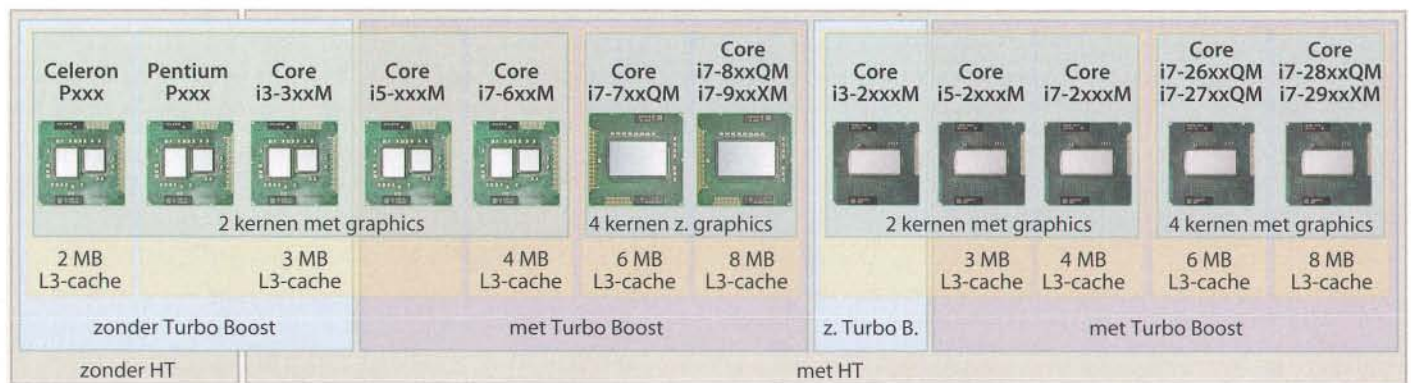 Celeron
Pxxx
Pentium
Pxxx
Core
i3-3xxM
Core
i5-xxxM
Core
i7-6xxM
Core
i7-7xxQM
Core
i7-8xxQM
i7-9xxXM
Core
i3-2xxxM
Core
i5-2xxxM
Core
i7-2xxxM
Core
i7-26xxQM
i7-27xxQM
Core
i7-28xxQM
i7-29xxXM
2 kernen met graphics
4 kernen z. graphics
2 kernen met graphics
4 kernen met graphics
2 MB
L3-cache
3 MB
L3-cache
4 MB
L3-cache
6 MB
L3-cache
8 MB
L3-cache
3 MB
L3-cache
4 MB
L3-cache
6 MB
L3-cache
8 MB
L3-cache
zonder Turbo Boost
met Turbo Boost
z. Turbo B.
met Turbo Boost
zonder HT
met HT